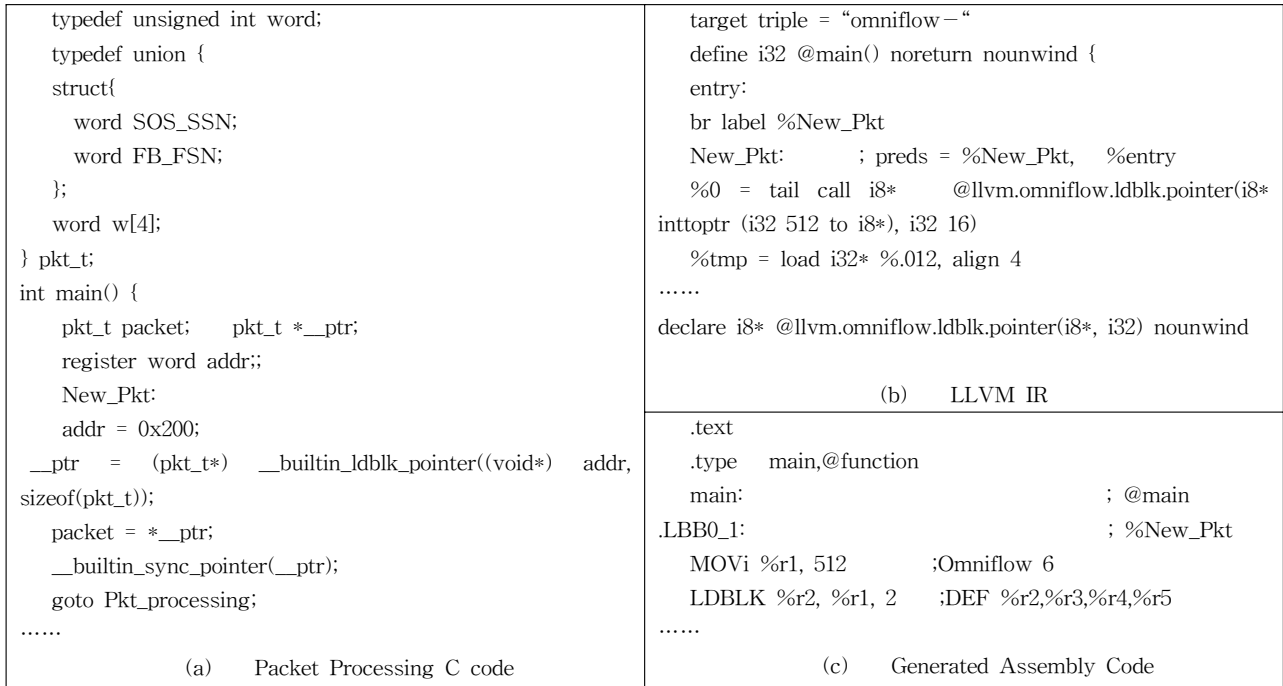 typedef unsigned int word;
typedef union {
struct{
word SOS_SSN;
word FB_FSN;
};
word w[4];
} pkt_t;
int main() {
pkt_t packet; pkt_t *__ptr;
register word addr;;
New_Pkt:
addr = 0x200;
__ptr = (pkt_t*) __builtin_ldblk_pointer((void*) addr,
sizeof(pkt_t));
packet = *__ptr;
__builtin_sync_pointer(__ptr);
goto Pkt_processing;
……
(a) Packet Processing C code
target triple = “omniflow-“
define i32 @main() noreturn nounwind {
entry:
br label %New_Pkt
New_Pkt: ; preds = %New_Pkt, %entry
%0 = tail call i8* @llvm.omniflow.ldblk.pointer(i8*
inttoptr (i32 512 to i8*), i32 16)
%tmp = load i32* %.012, align 4
……
declare i8* @llvm.omniflow.ldblk.pointer(i8*, i32) nounwind
(b) LLVM IR
.text
.type main,@function
main: ; @main
.LBB0_1: ; %New_Pkt
MOVi %r1, 512 ;Omniflow 6
LDBLK %r2, %r1, 2 ;DEF %r2,%r3,%r4,%r5
……
(c) Generated Assembly Code